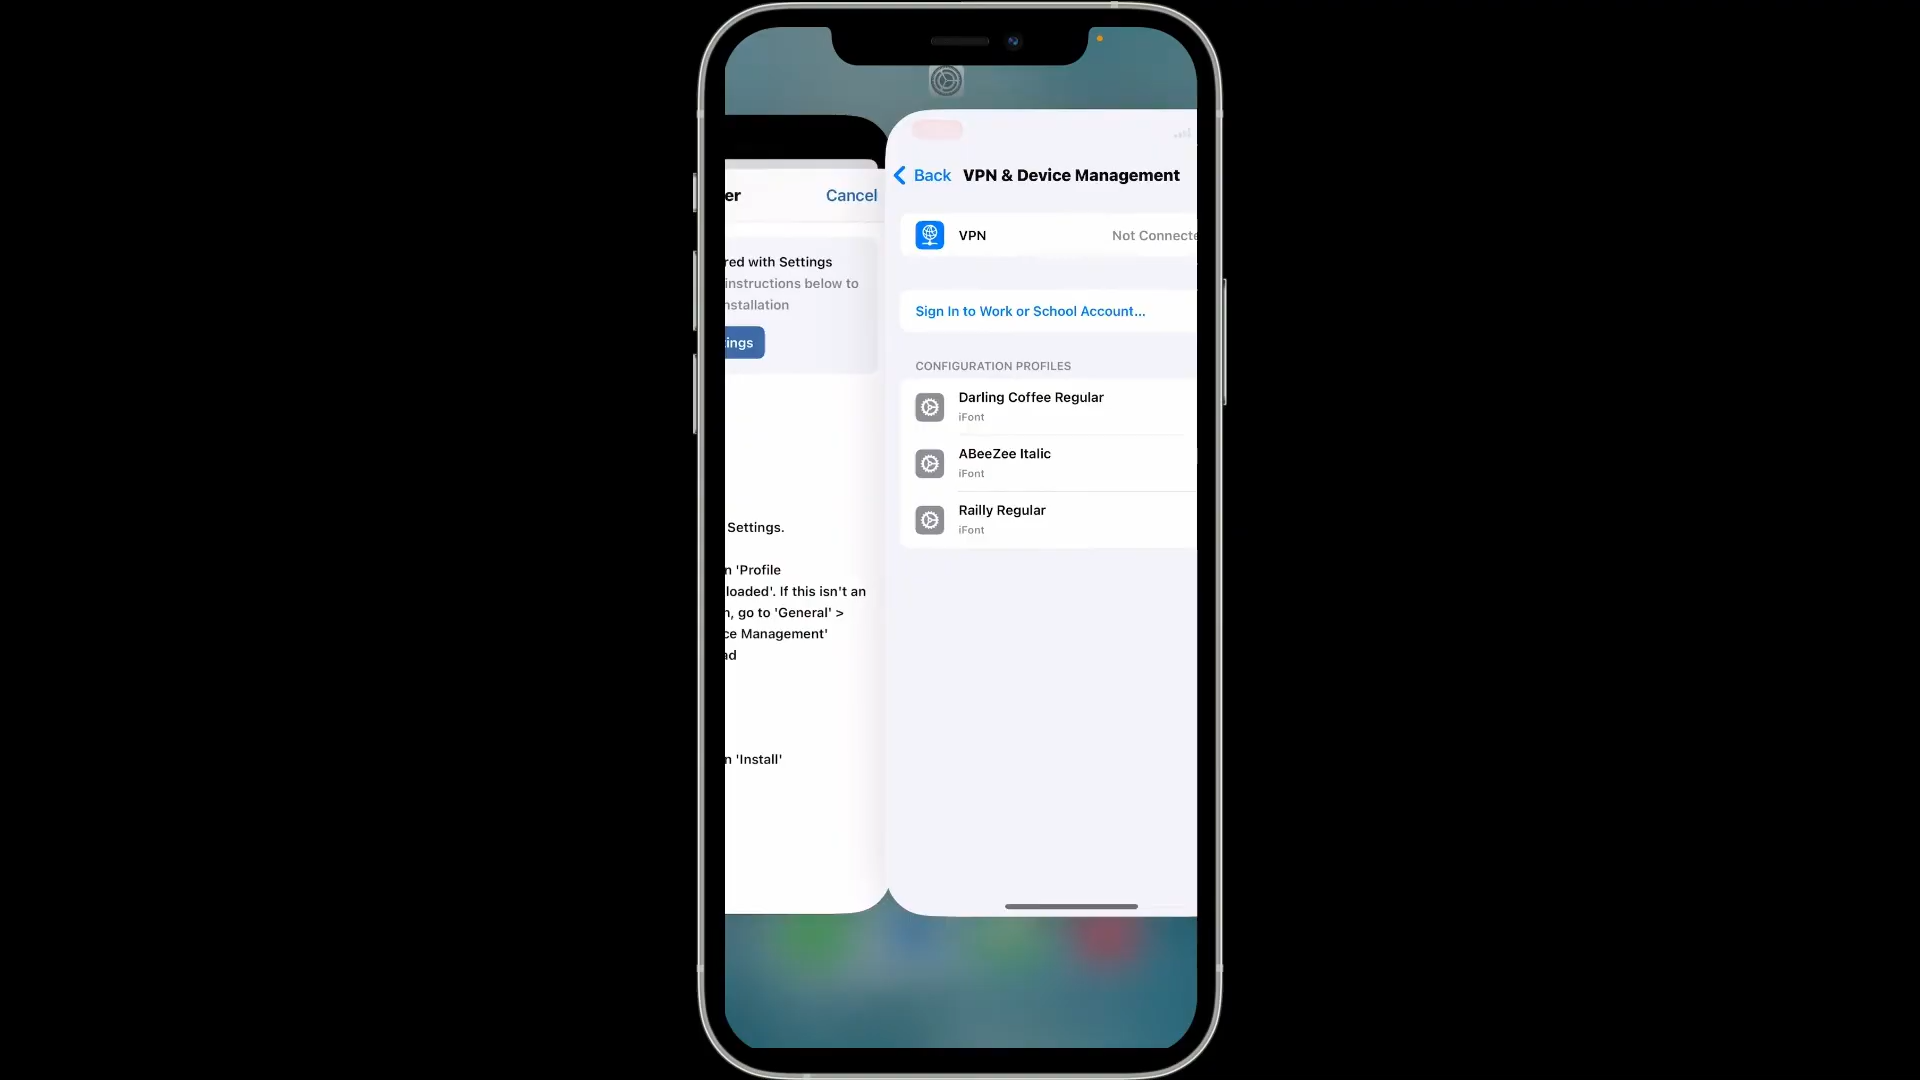 er
Cancel
red with Settings
instructions below to
nstallation
ings
Settings.
n 'Profile
loaded'. If this isn't an
n, go to 'General' >
ce Management'
ad
n 'Install'
Back
VPN & Device Management
VPN
Not Connecte
Sign In to Work or School Account...
CONFIGURATION PROFILES
Darling Coffee Regular
iFont
ABeeZee Italic
iFont
Railly Regular
iFont